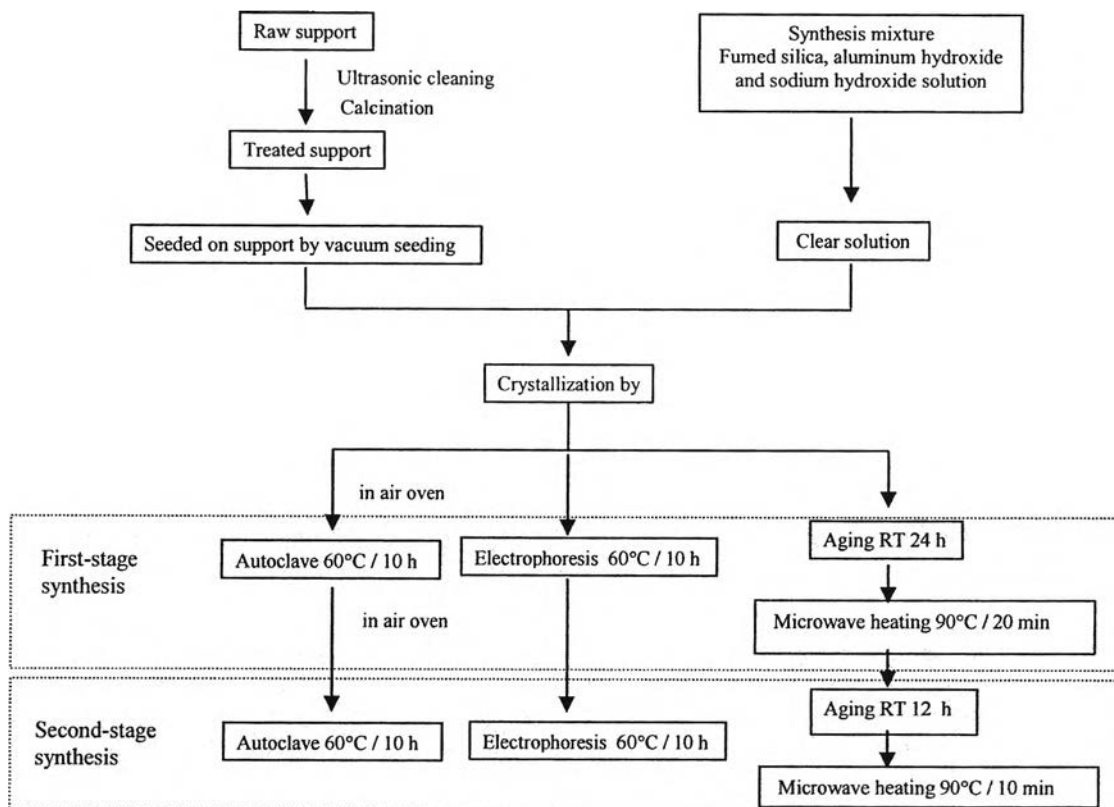 Raw support
Ultrasonic cleaning
Calcination
Treated support
Seeded on support by vacuum seeding
Synthesis mixture
Fumed silica, aluminum hydroxide
and sodium hydroxide solution
Clear solution
Crystallization by
in air oven
First-stage
synthesis
Autoclave 60°C / 10 h
Electrophoresis 60°C / 10 h
Aging RT 24 h
in air oven
Microwave heating 90°C / 20 min
Second-stage
synthesis
Autoclave 60°C / 10 h
Electrophoresis 60°C / 10 h
Aging RT 12 h
Microwave heating 90°C / 10 min